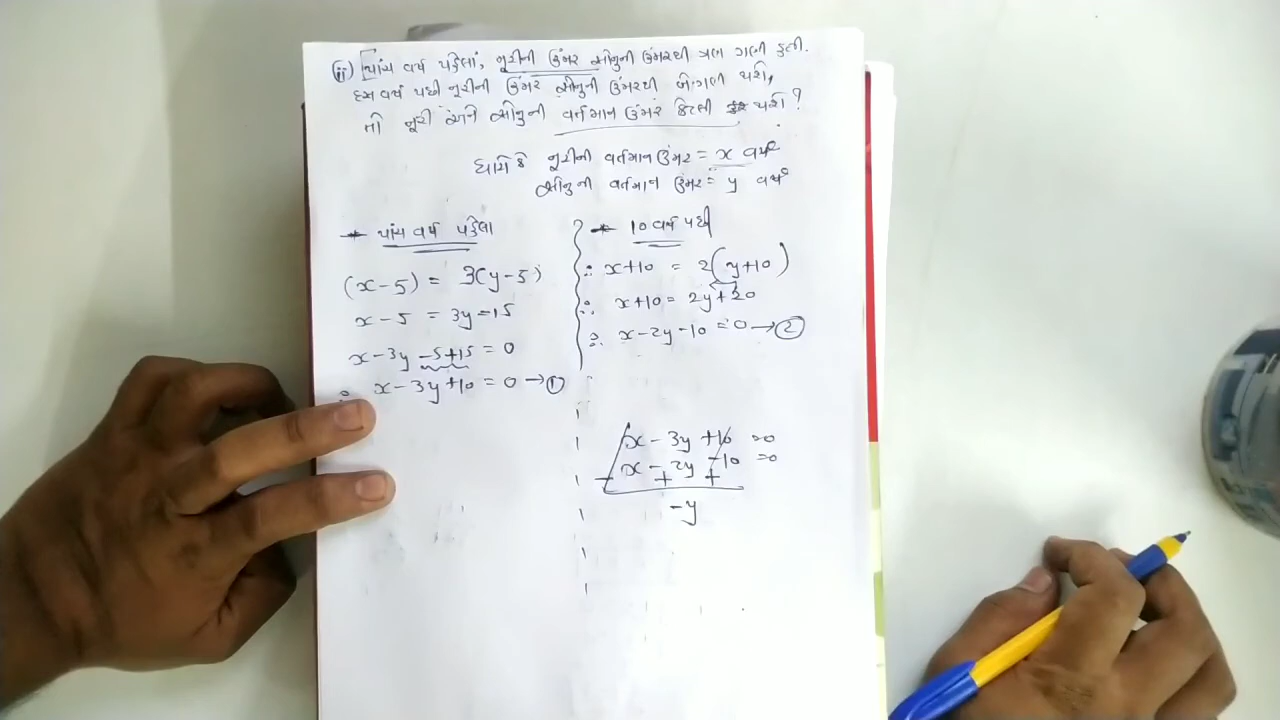 (ii) પાંચ વર્ષ પહેલાં, નૂરીની ઉંમર સોનુની ઉંમરથી ત્રણ ગણી હતી.
દસ વર્ષ પછી નૂરીની ઉંમર સોનુની ઉંમરથી બેગણી થશે,
તો નૂરી અને સોનુની વર્તમાન ઉંમર કેટલી થશે?
ધારો કે નૂરીની વર્તમાન ઉંમર = x વર્ષ
સોનુની વર્તમાન ઉંમર = y વર્ષ
* પાંચ વર્ષ પહેલા
(x-5) = 3(y-5)
x-5 = 3y-15
x-3y -5+15 = 0
∴ x-3y+10 = 0 → ①
* 10 વર્ષ પછી
∴ x+10 = 2(y+10)
∴ x+10 = 2y+20
∴ x-2y-10 = 0 → ②
x - 3y + 10 = 0
x - 2y - 10 = 0
- + +
-y